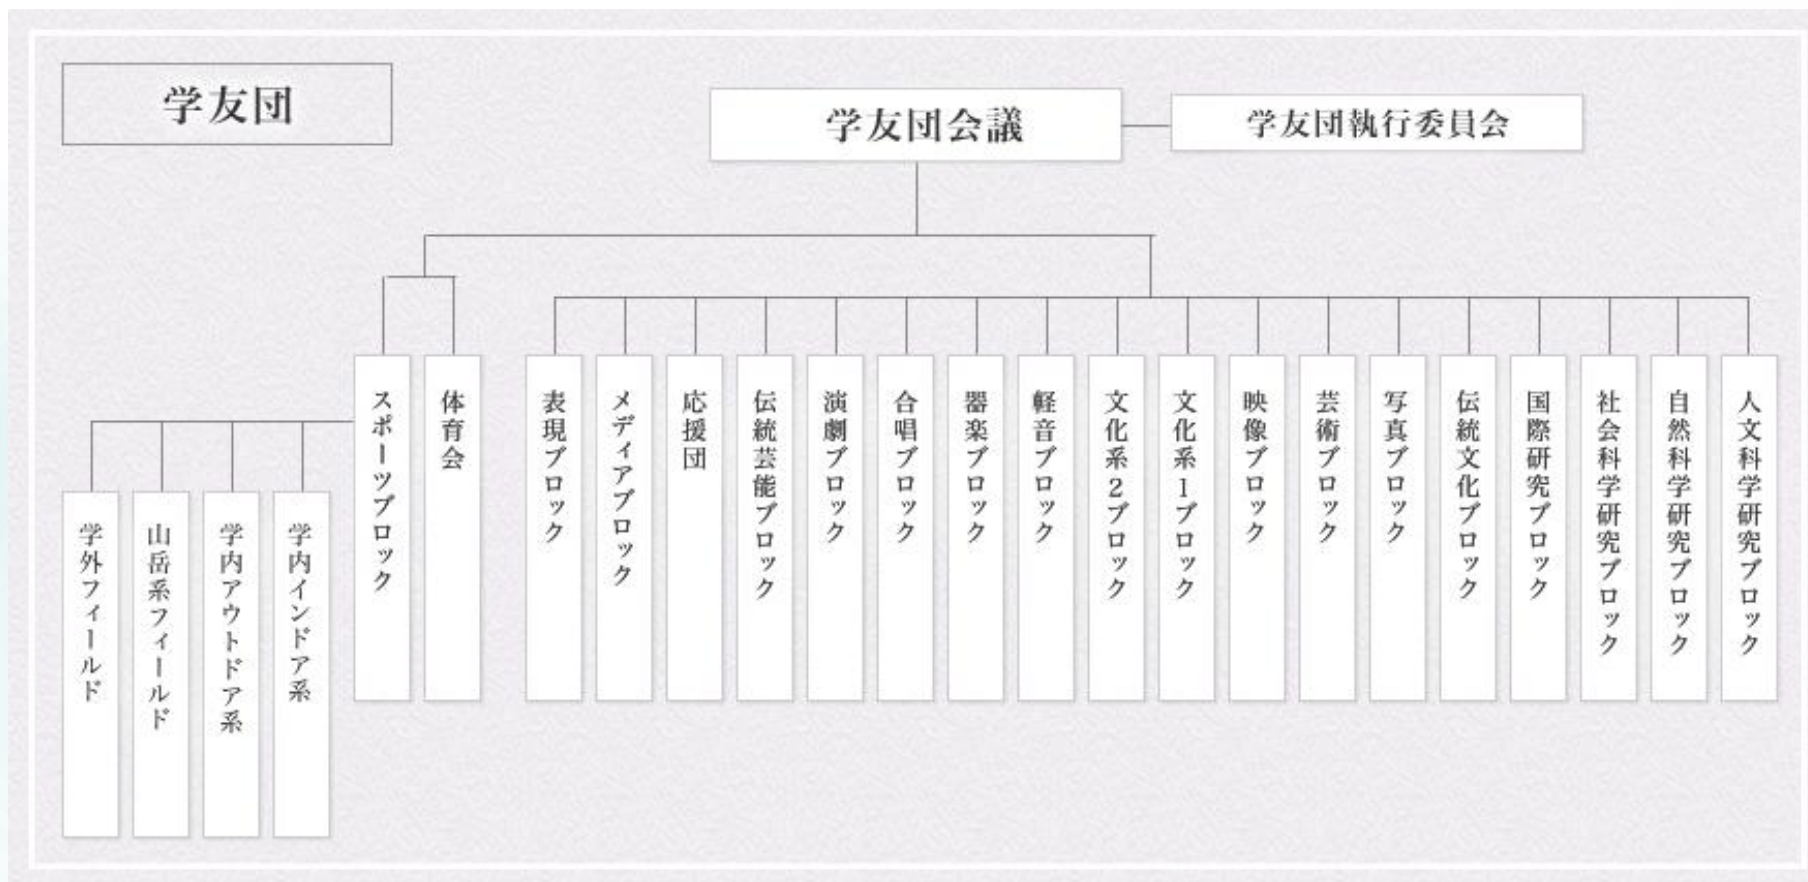 学友団
学友団会議
学友団執行委員会
スポーツブロック
体育会
表現ブロック
メディアブロック
応援団
伝統芸能ブロック
演劇ブロック
合唱ブロック
器楽ブロック
軽音ブロック
文化系2ブロック
文化系1ブロック
映像ブロック
芸術ブロック
写真ブロック
伝統文化ブロック
国際研究ブロック
社会科学研究ブロック
自然科学研究ブロック
人文科学研究ブロック
学外フィールド
山岳系フィールド
学内アウトドア系
学内インドア系